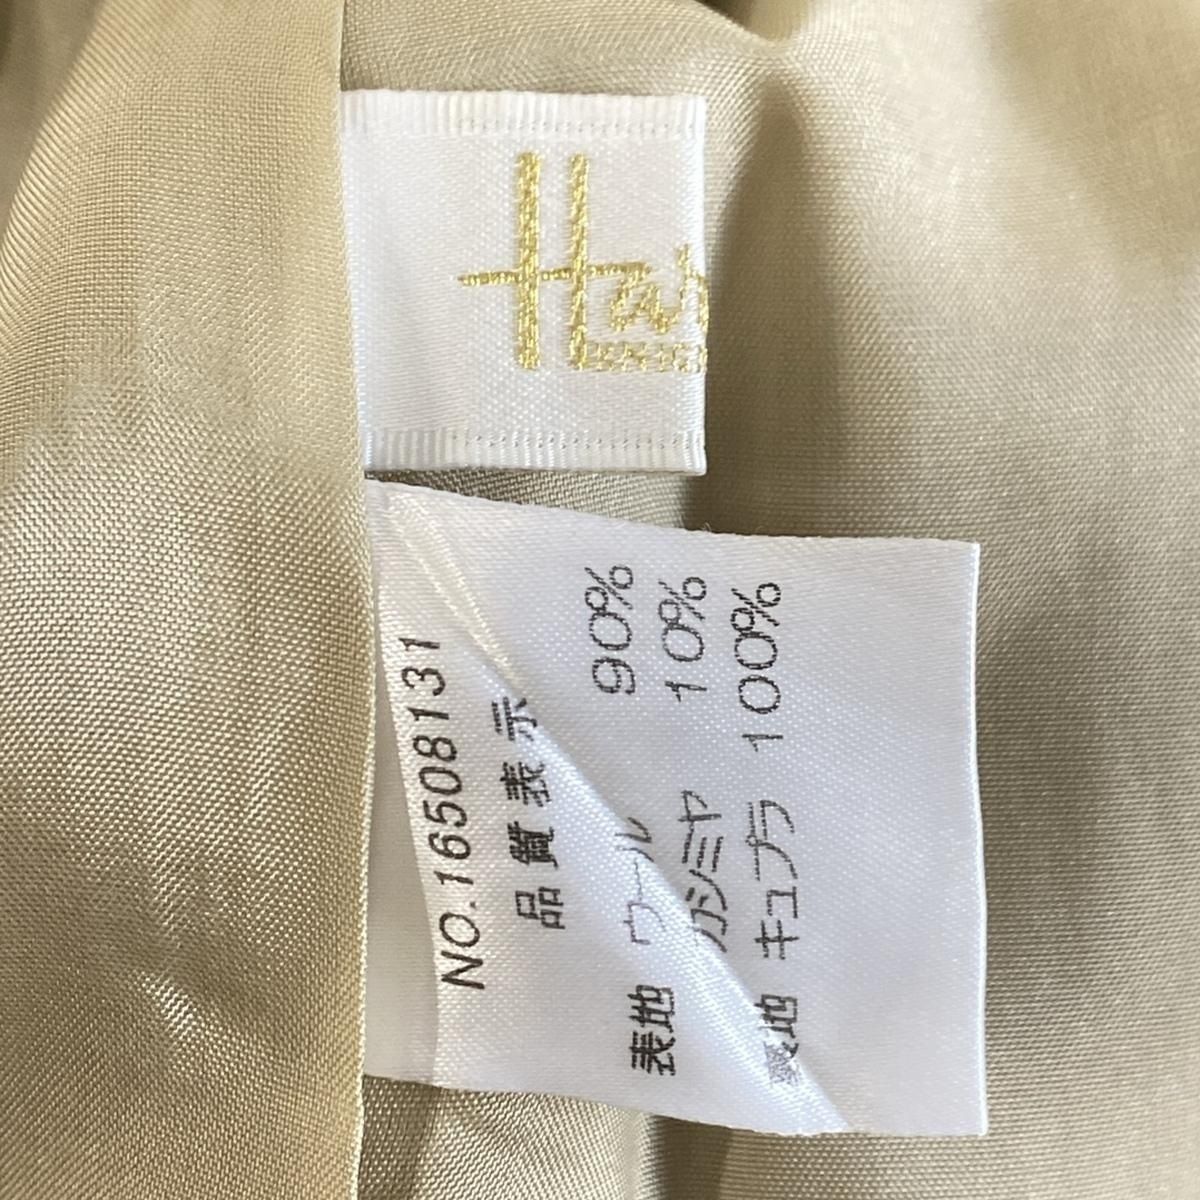 Ha
NO.16508131
品質表示
表地 ウール 90%
カシミヤ 10%
裏地 キュプラ 100%